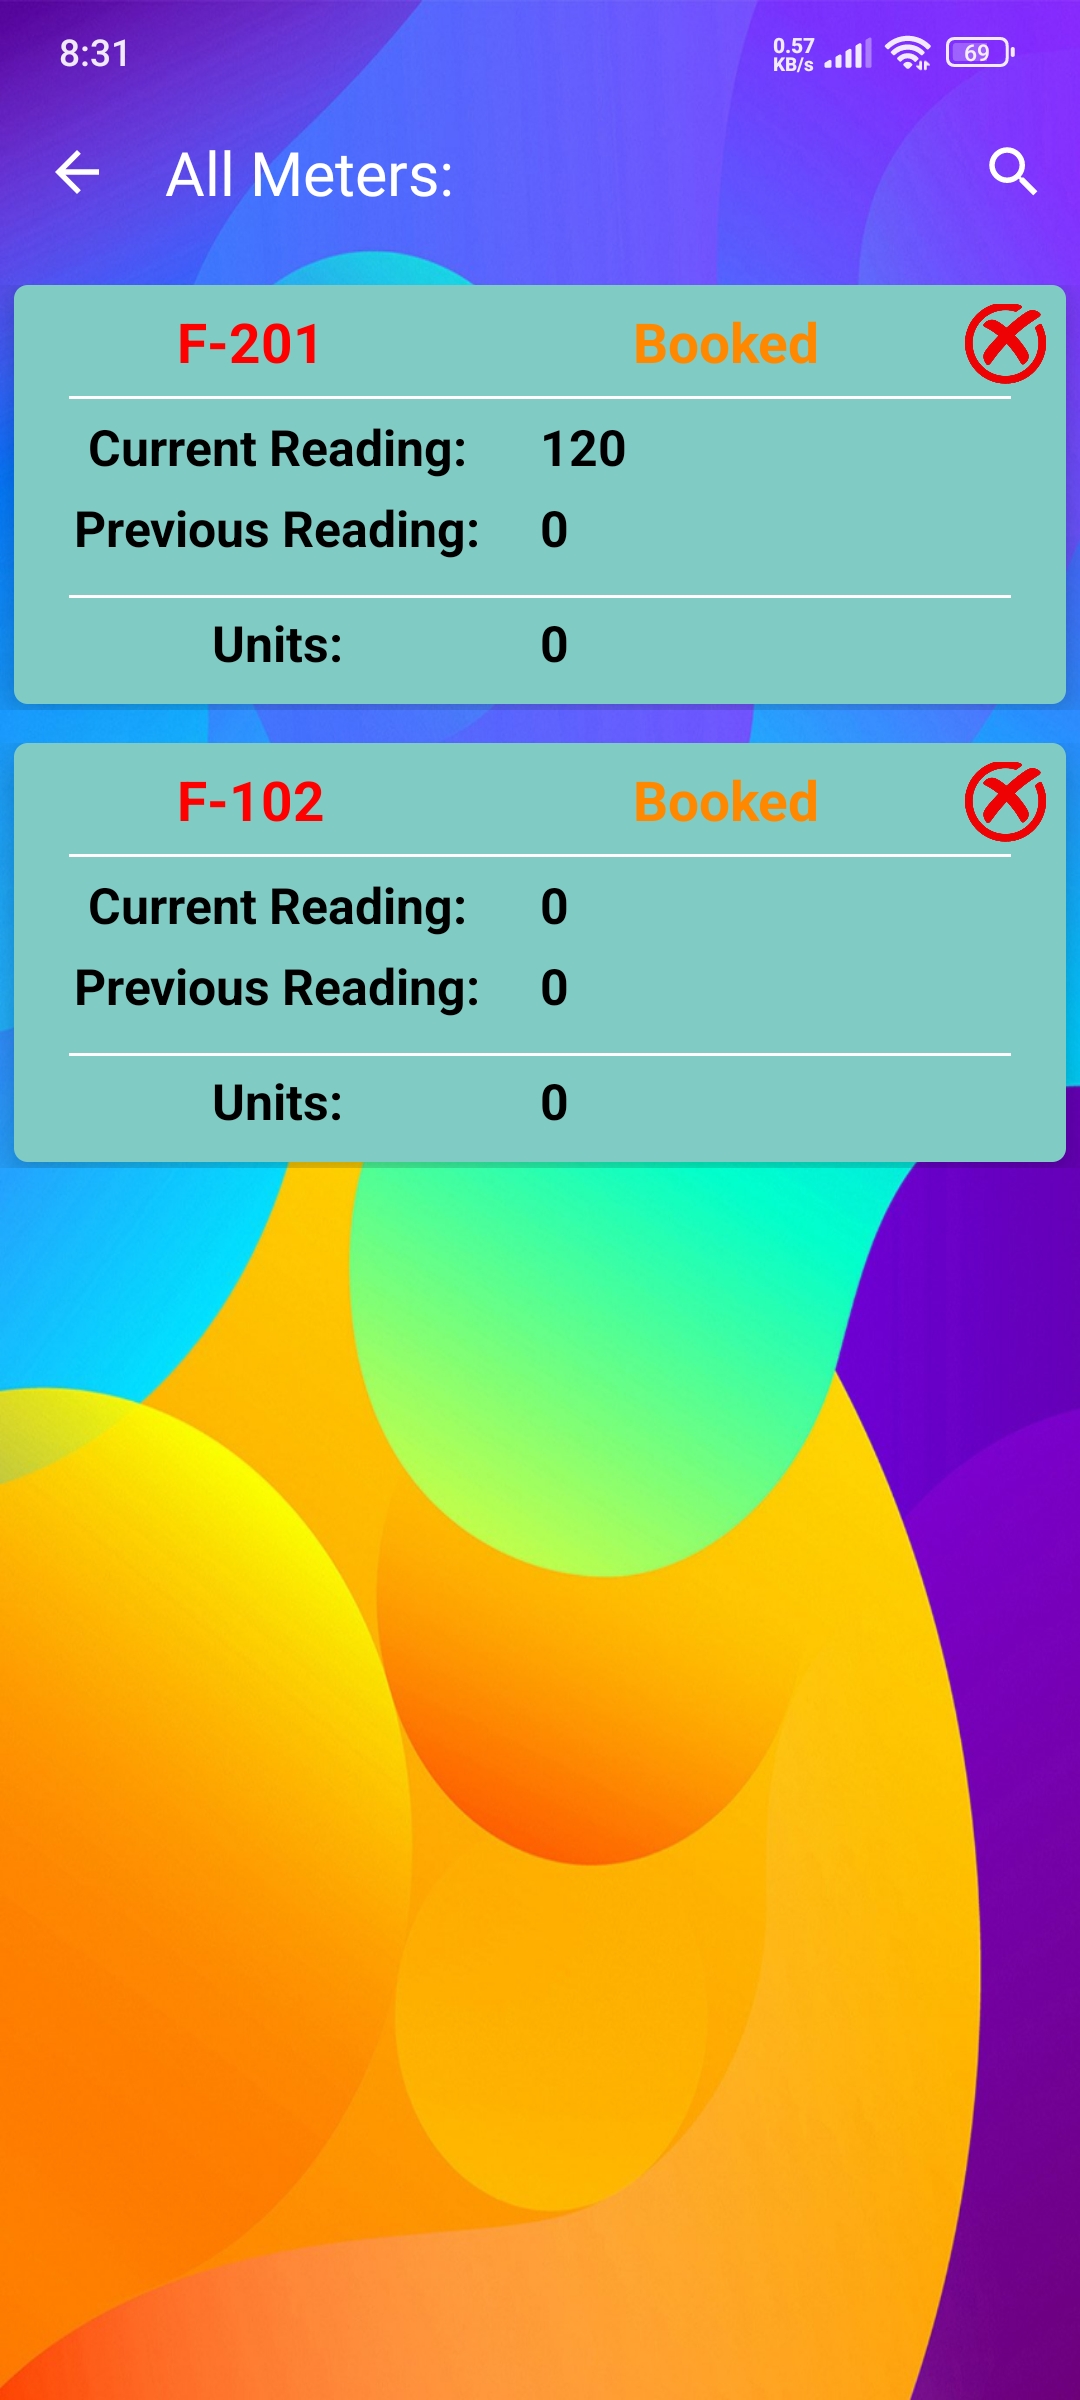 8:31
0.57
KB/s
69
All Meters:
F-201 Booked
Current Reading: 120
Previous Reading: 0
Units: 0
F-102 Booked
Current Reading: 0
Previous Reading: 0
Units: 0